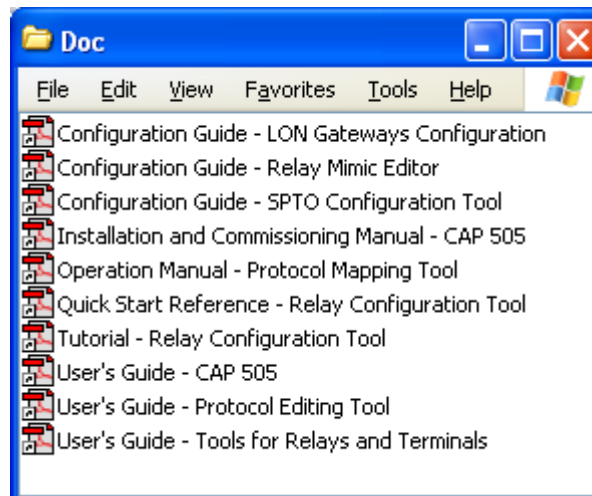 Doc
File Edit View Favorites Tools Help
Configuration Guide - LON Gateways Configuration
Configuration Guide - Relay Mimic Editor
Configuration Guide - SPTO Configuration Tool
Installation and Commissioning Manual - CAP 505
Operation Manual - Protocol Mapping Tool
Quick Start Reference - Relay Configuration Tool
Tutorial - Relay Configuration Tool
User's Guide - CAP 505
User's Guide - Protocol Editing Tool
User's Guide - Tools for Relays and Terminals